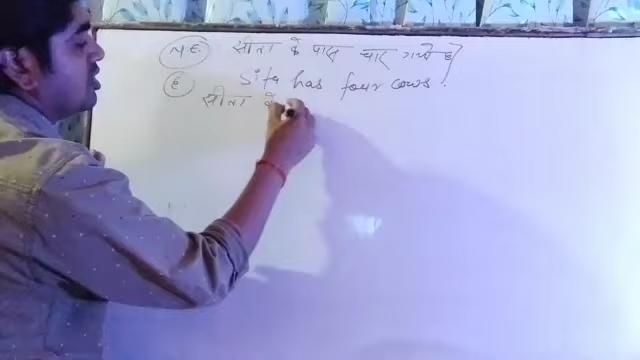 N.E. सीता के पास चार गायें हैं
E Sita has four cows.
सीता के